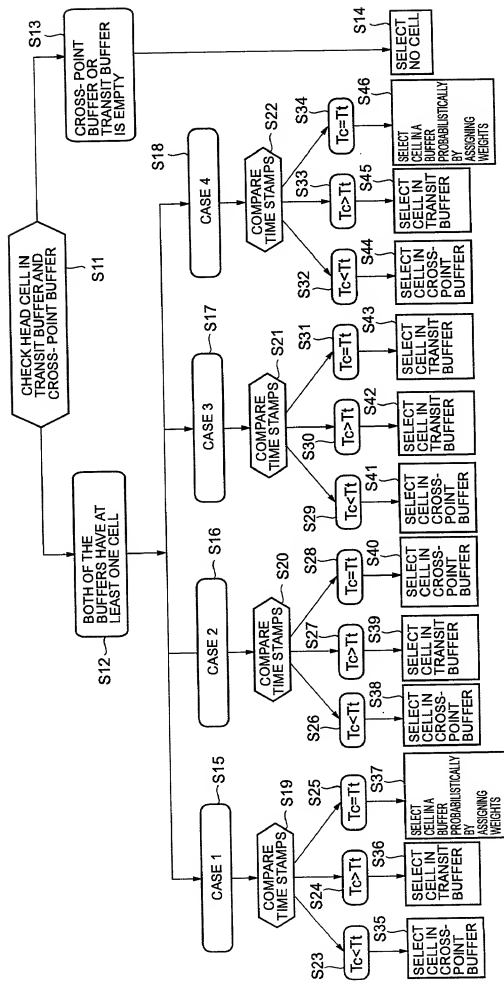 S11
CHECK HEAD CELL IN
TRANSIT BUFFER AND
CROSS- POINT BUFFER
S12
BOTH OF THE
BUFFERS HAVE AT
LEAST ONE CELL
S13
CROSS- POINT
BUFFER OR
TRANSIT BUFFER
IS EMPTY
S14
SELECT
NO CELL
S15
CASE 1
S16
CASE 2
S17
CASE 3
S18
CASE 4
S19
COMPARE
TIME STAMPS
S20
COMPARE
TIME STAMPS
S21
COMPARE
TIME STAMPS
S22
COMPARE
TIME STAMPS
S23
Tc<Tt
S24
Tc>Tt
S25
Tc=Tt
S26
Tc<Tt
S27
Tc>Tt
S28
Tc=Tt
S29
Tc<Tt
S30
Tc>Tt
S31
Tc=Tt
S32
Tc<Tt
S33
Tc>Tt
S34
Tc=Tt
S35
SELECT
CELL IN
CROSS-
POINT
BUFFER
S36
SELECT
CELL IN
TRANSIT
BUFFER
S37
SELECT
CELL IN A
BUFFER
PROBABILISTICALLY
BY
ASSIGNING
WEIGHTS
S38
SELECT
CELL IN
CROSS-
POINT
BUFFER
S39
SELECT
CELL IN
TRANSIT
BUFFER
S40
SELECT
CELL IN
CROSS-
POINT
BUFFER
S41
SELECT
CELL IN
CROSS-
POINT
BUFFER
S42
SELECT
CELL IN
TRANSIT
BUFFER
S43
SELECT
CELL IN
TRANSIT
BUFFER
S44
SELECT
CELL IN
CROSS-
POINT
BUFFER
S45
SELECT
CELL IN
TRANSIT
BUFFER
S46
SELECT
CELL IN A
BUFFER
PROBABILISTICALLY
BY
ASSIGNING
WEIGHTS